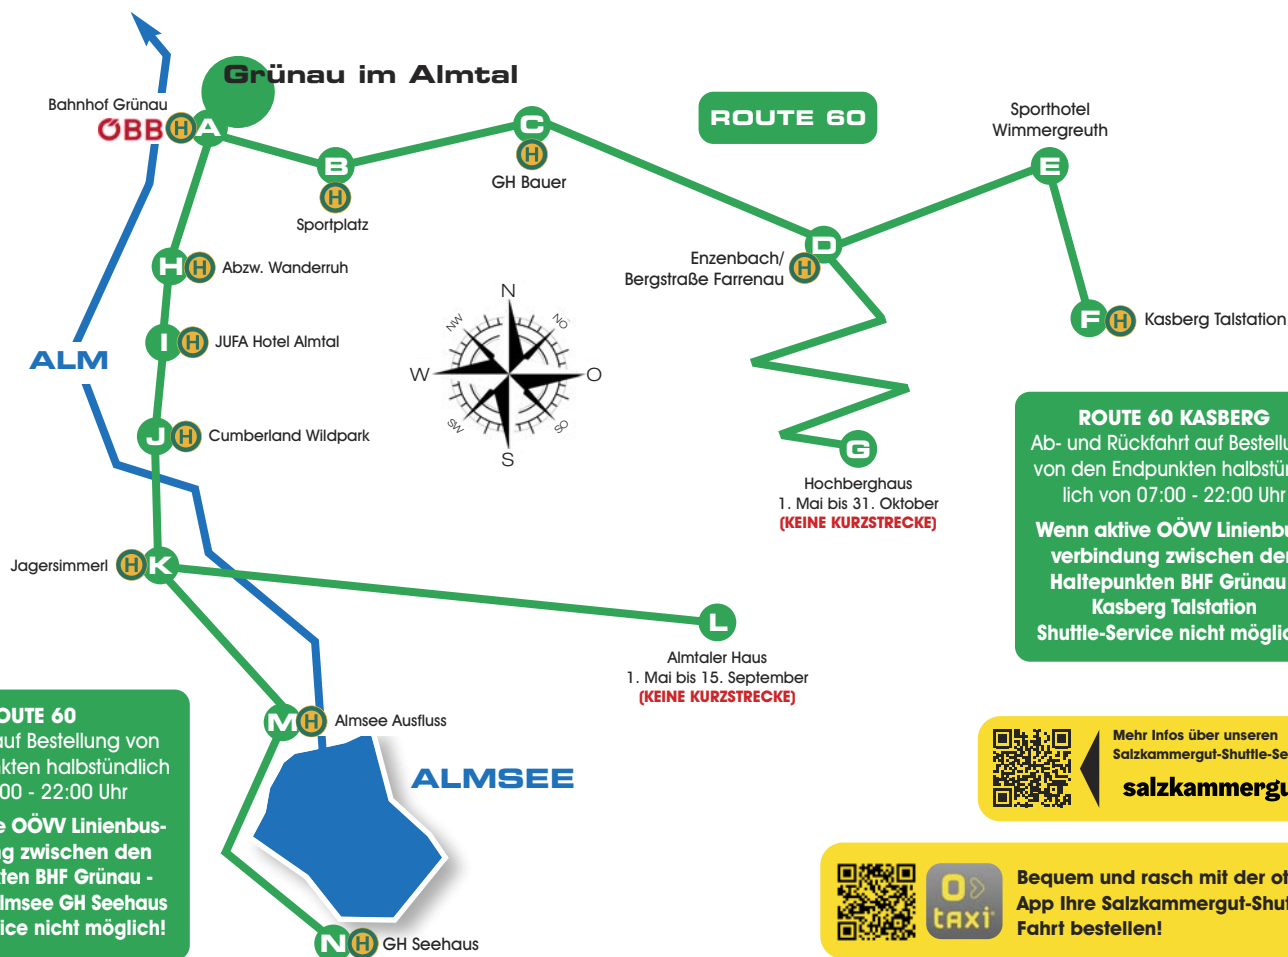 Grünau im Almtal
Bahnhof Grünau
ÖBB H A
ROUTE 60
Sporthotel
Wimmergreuth
E
C
H
GH Bauer
B
H
Sportplatz
D
H
Enzenbach/
Bergstraße Farrenau
H H Abzw. Wanderruh
F H Kasberg Talstation
I H JUFA Hotel Almtal
ALM
N
NW NO
W O
SW SO
S
J H Cumberland Wildpark
G
Hochberghaus
1. Mai bis 31. Oktober
(KEINE KURZSTRECKE)
ROUTE 60 KASBERG
Ab- und Rückfahrt auf Bestellu
von den Endpunkten halbstün
lich von 07:00 - 22:00 Uhr
Wenn aktive OÖVV Linienbu
verbindung zwischen de
Haltepunkten BHF Grünau
Kasberg Talstation
Shuttle-Service nicht möglic
Jagersimmerl H K
L
Almtaler Haus
1. Mai bis 15. September
(KEINE KURZSTRECKE)
M H Almsee Ausfluss
ALMSEE
N H GH Seehaus
OUTE 60
auf Bestellung von
nkten halbstündlich
00 - 22:00 Uhr
e OÖVV Linienbus-
ng zwischen den
kten BHF Grünau -
lmsee GH Seehaus
ice nicht möglich!
Mehr Infos über unseren
Salzkammergut-Shuttle-Se
salzkammergu
O
taxi
Bequem und rasch mit der ot
App Ihre Salzkammergut-Shut
Fahrt bestellen!